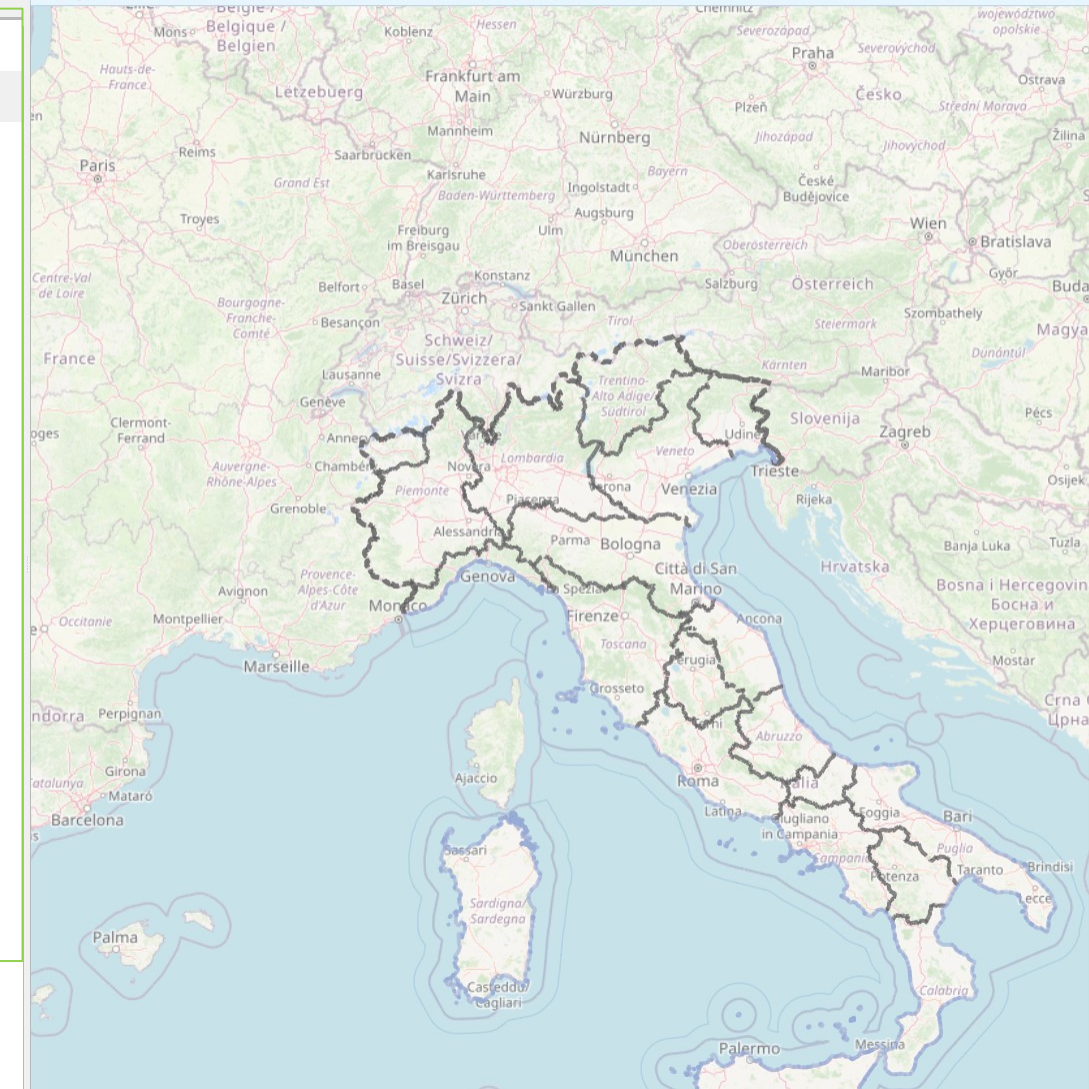 België /
Belgique /
Belgien
Mons
Koblenz
Hessen
Chemnitz
Severozápad
Praha
Severovýchod
województwo
opolskie
Hauts-de-
France
Lëtzebuerg
Frankfurt am
Main
Würzburg
Plzeň
Česko
Ostrava
Střední Morava
Mannheim
Nürnberg
Jihozápad
Jihovýchod
Žilina
Paris
Reims
Saarbrücken
Karlsruhe
Bayern
Grand Est
Baden-Württemberg
Ingolstadt
České
Budějovice
Troyes
Freiburg
im Breisgau
Ulm
Augsburg
Wien
Bratislava
München
Oberösterreich
Centre-Val
de Loire
Belfort
Basel
Konstanz
Salzburg
Österreich
Győr
Zürich
Sankt Gallen
Szombathely
Bourgogne-
Franche-
Comté
Besançon
Tirol
Steiermark
France
Schweiz/
Suisse/Svizzera/
Svizra
Kärnten
Dunántúl
Lausanne
Trentino-
Alto Adige/
Südtirol
Maribor
Genève
Slovenija
Pécs
Clermont-
Ferrand
Udine
Zagreb
Lombardia
Veneto
Auvergne-
Rhône-Alpes
Novara
Trieste
Piemonte
Verona
Venezia
Osijek
Grenoble
Piacenza
Rijeka
Alessandria
Parma
Bologna
Banja Luka
Tuzla
Genova
Città di San
Marino
Hrvatska
Provence-
Alpes-Côte
d'Azur
Avignon
La Spezia
Bosna i Hercegovina
Босна и
Херцеговина
Monaco
Firenze
Ancona
Occitanie
Montpellier
Toscana
Marseille
Perugia
Mostar
Grosseto
Perpignan
Terni
Abruzzo
Girona
Ajaccio
Roma
Italia
Mataró
Barcelona
Latina
Giugliano
in Campania
Foggia
Bari
Sassari
Campania
Puglia
Potenza
Taranto
Brindisi
Sardigna/
Sardegna
Lecce
Palma
Casteddu/
Cagliari
Calabria
Palermo
Messina